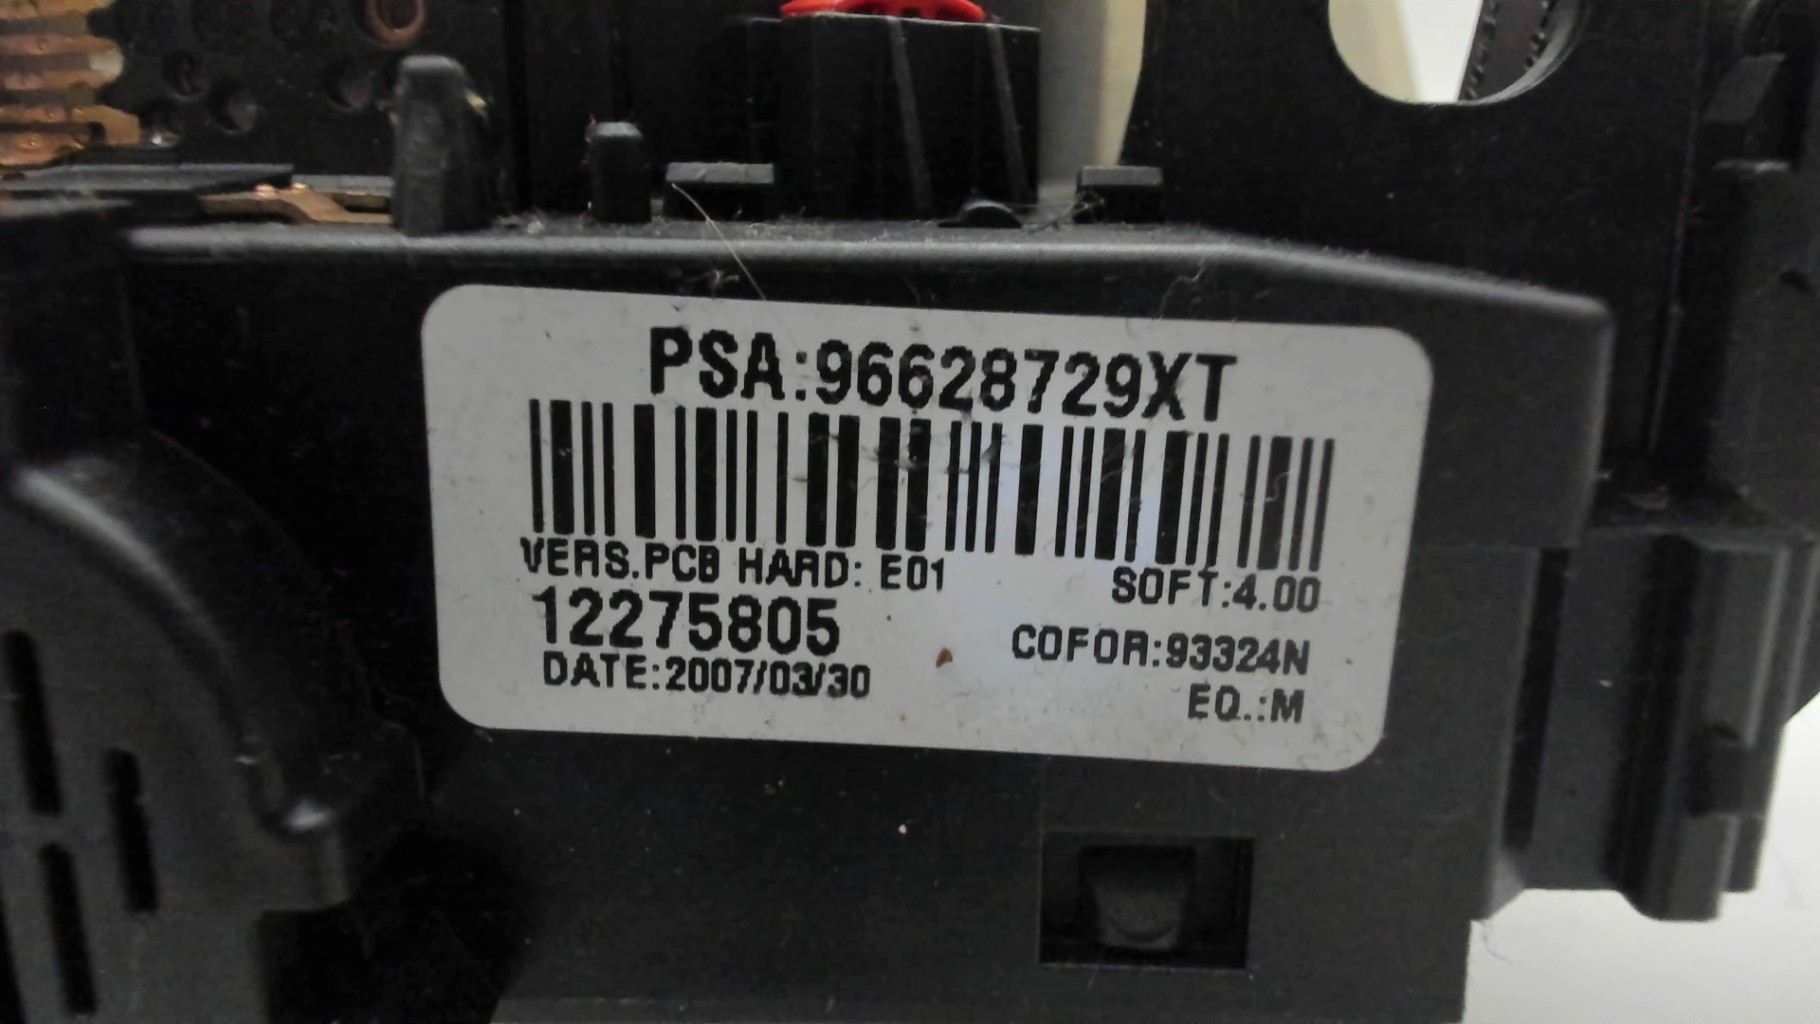 PSA:96628729XT
VERS.PCB HARD: E01 SOFT:4.00
12275805
COFOR:93324N
DATE:2007/03/30
EQ.:M